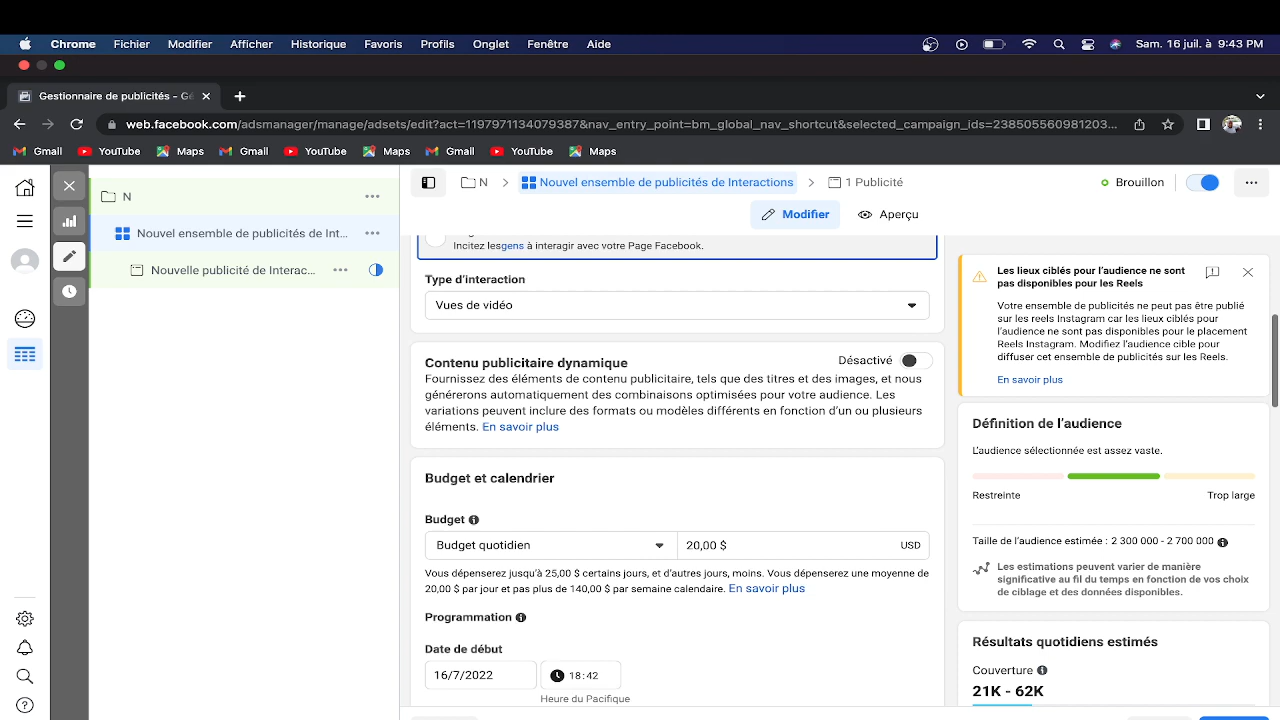 Chrome Fichier Modifier Afficher Historique Favoris Profils Onglet Fenêtre Aide Sam. 16 juil. à 9:43 PM
Gestionnaire de publicités - Gé
web.facebook.com/adsmanager/manage/adsets/edit?act=1197971134079387&nav_entry_point=bm_global_nav_shortcut&selected_campaign_ids=238505560981203...
Gmail YouTube Maps Gmail YouTube Maps Gmail YouTube Maps
N
Nouvel ensemble de publicités de Int...
Nouvelle publicité de Interac...
N > Nouvel ensemble de publicités de Interactions > 1 Publicité
Brouillon
Modifier Aperçu
Incitez lesgens à interagir avec votre Page Facebook.
Type d'interaction
Vues de vidéo
Contenu publicitaire dynamique
Désactivé
Fournissez des éléments de contenu publicitaire, tels que des titres et des images, et nous
générerons automatiquement des combinaisons optimisées pour votre audience. Les
variations peuvent inclure des formats ou modèles différents en fonction d'un ou plusieurs
éléments. En savoir plus
Budget et calendrier
Budget
Budget quotidien 20,00 $ USD
Vous dépenserez jusqu'à 25,00 $ certains jours, et d'autres jours, moins. Vous dépenserez une moyenne de
20,00 $ par jour et pas plus de 140,00 $ par semaine calendaire. En savoir plus
Programmation
Date de début
16/7/2022 18:42
Heure du Pacifique
Les lieux ciblés pour l'audience ne sont
pas disponibles pour les Reels
Votre ensemble de publicités ne peut pas être publié
sur les reels Instagram car les lieux ciblés pour
l'audience ne sont pas disponibles pour le placement
Reels Instagram. Modifiez l'audience cible pour
diffuser cet ensemble de publicités sur les Reels.
En savoir plus
Définition de l'audience
L'audience sélectionnée est assez vaste.
Restreinte Trop large
Taille de l'audience estimée : 2 300 000 - 2 700 000
Les estimations peuvent varier de manière
significative au fil du temps en fonction de vos choix
de ciblage et des données disponibles.
Résultats quotidiens estimés
Couverture
21K - 62K